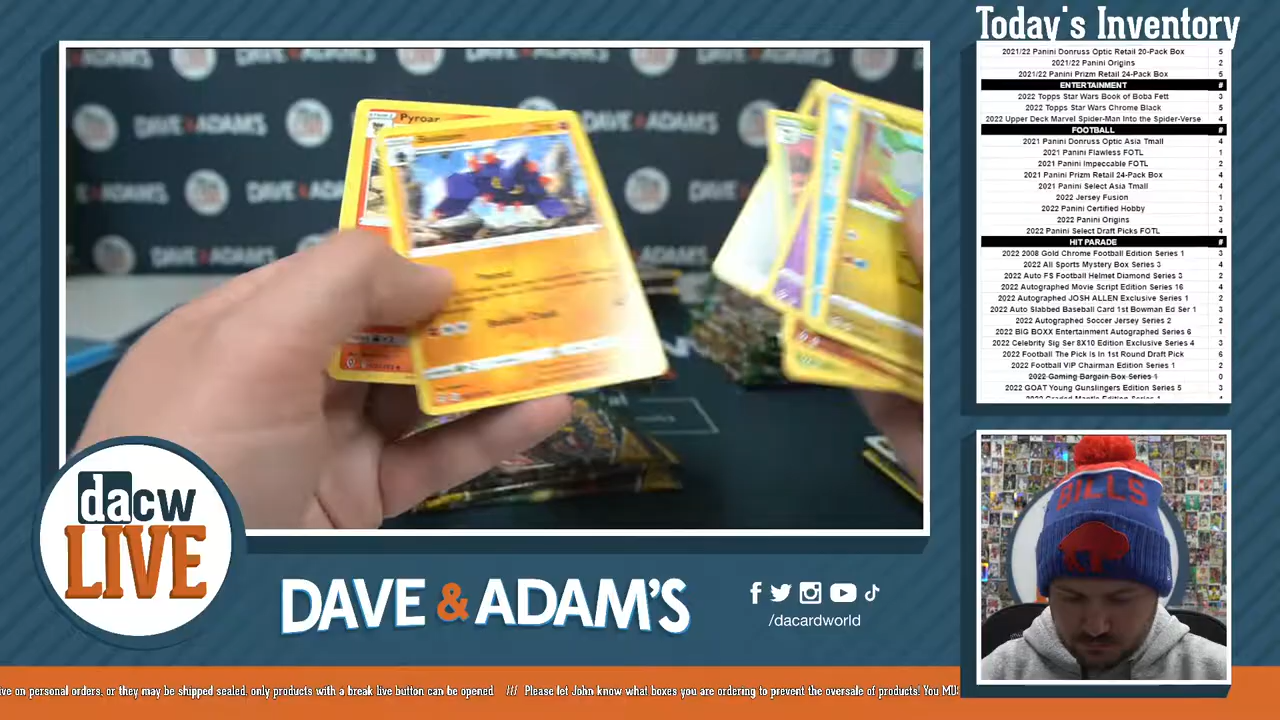 Today's Inventory
2021/22 Panini Donruss Optic Retail 20-Pack Box 5
2021/22 Panini Origins 2
2021/22 Panini Prizm Retail 24-Pack Box 5
ENTERTAINMENT #
2022 Topps Star Wars Book of Boba Fett 3
2022 Topps Star Wars Chrome Black 5
2022 Upper Deck Marvel Spider-Man Into the Spider-Verse 4
FOOTBALL #
2021 Panini Donruss Optic Asia Tmall 4
2021 Panini Flawless FOTL 1
2021 Panini Impeccable FOTL 2
2021 Panini Prizm Retail 24-Pack Box 4
2021 Panini Select Asia Tmall 4
2022 Jersey Fusion 1
2022 Panini Certified Hobby 3
2022 Panini Origins 3
2022 Panini Select Draft Picks FOTL 4
HIT PARADE #
2022 2008 Gold Chrome Football Edition Series 1 3
2022 All Sports Mystery Box Series 3 4
2022 Auto FS Football Helmet Diamond Series 3 2
2022 Autographed Movie Script Edition Series 16 4
2022 Autographed JOSH ALLEN Exclusive Series 1 2
2022 Auto Slabbed Baseball Card 1st Bowman Ed Ser 1 3
2022 Autographed Soccer Jersey Series 2 2
2022 BIG BOXX Entertainment Autographed Series 6 1
2022 Celebrity Sig Ser 8X10 Edition Exclusive Series 4 3
2022 Football The Pick Is In 1st Round Draft Pick 6
2022 Football VIP Chairman Edition Series 1 2
2022 Gaming Bargain Box Series 1 0
2022 GOAT Young Gunslingers Edition Series 5 3
DAVE & ADAM'S
DAVE & ADAM'S
DAVE & ADA
Pyroar
BILLS
dacw
LIVE
DAVE & ADAM'S
/dacardworld
ve on personal orders, or they may be shipped sealed, only products with a break live button can be opened /// Please let John know what boxes you are ordering to prevent the oversale of products! You MU